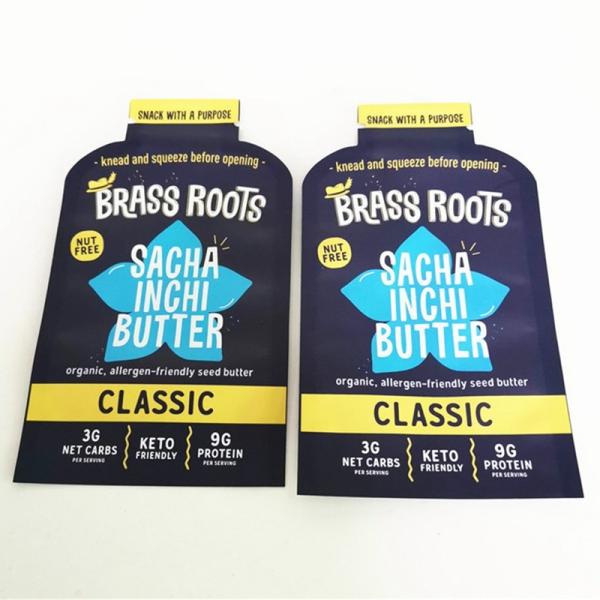 SNACK WITH A PURPOSE
- knead and squeeze before opening -
BRASS ROOTS
NUT
FREE
SACHA
INCHI
BUTTER
organic, allergen-friendly seed butter
CLASSIC
3G
NET CARBS
PER SERVING
KETO
FRIENDLY
9G
PROTEIN
PER SERVING
SNACK WITH A PURPOSE
- knead and squeeze before opening -
BRASS ROOTS
NUT
FREE
SACHA
INCHI
BUTTER
organic, allergen-friendly seed butter
CLASSIC
3G
NET CARBS
PER SERVING
KETO
FRIENDLY
9G
PROTEIN
PER SERVING